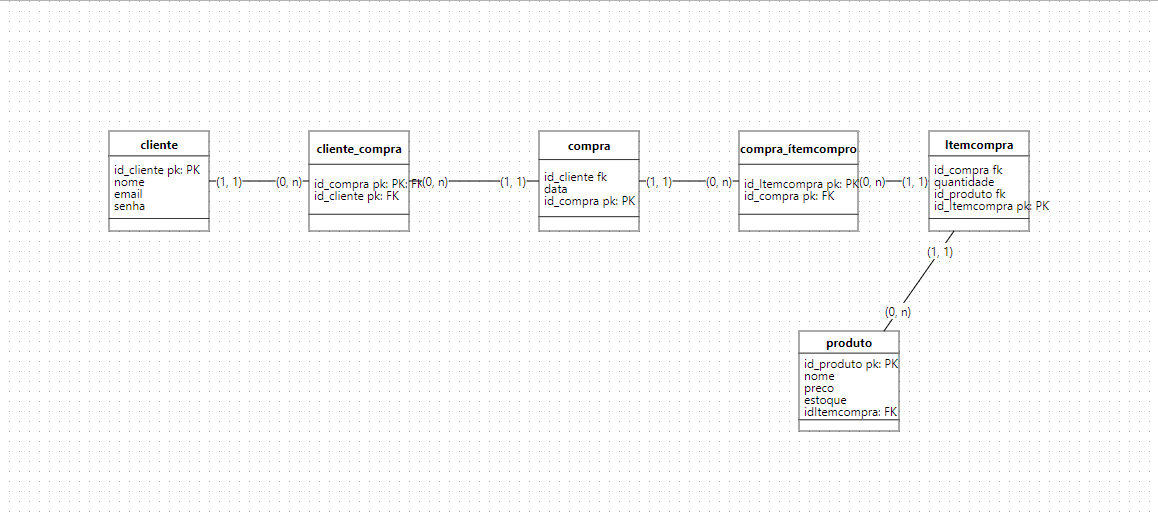 cliente
id_cliente pk: PK
nome
email
senha
(1, 1)
(0, n)
cliente_compra
id_compra pk: PK: FK
id_cliente pk: FK
(0, n)
(1, 1)
compra
id_cliente fk
data
id_compra pk: PK
(1, 1)
(0, n)
compra_ítemcompro
id_Itemcompra pk: PK
id_compra pk: FK
(0, n)
(1, 1)
Itemcompra
id_compra fk
quantidade
id_produto fk
id_Itemcompra pk: PK
(1, 1)
(0, n)
produto
id_produto pk: PK
nome
preco
estoque
idItemcompra: FK